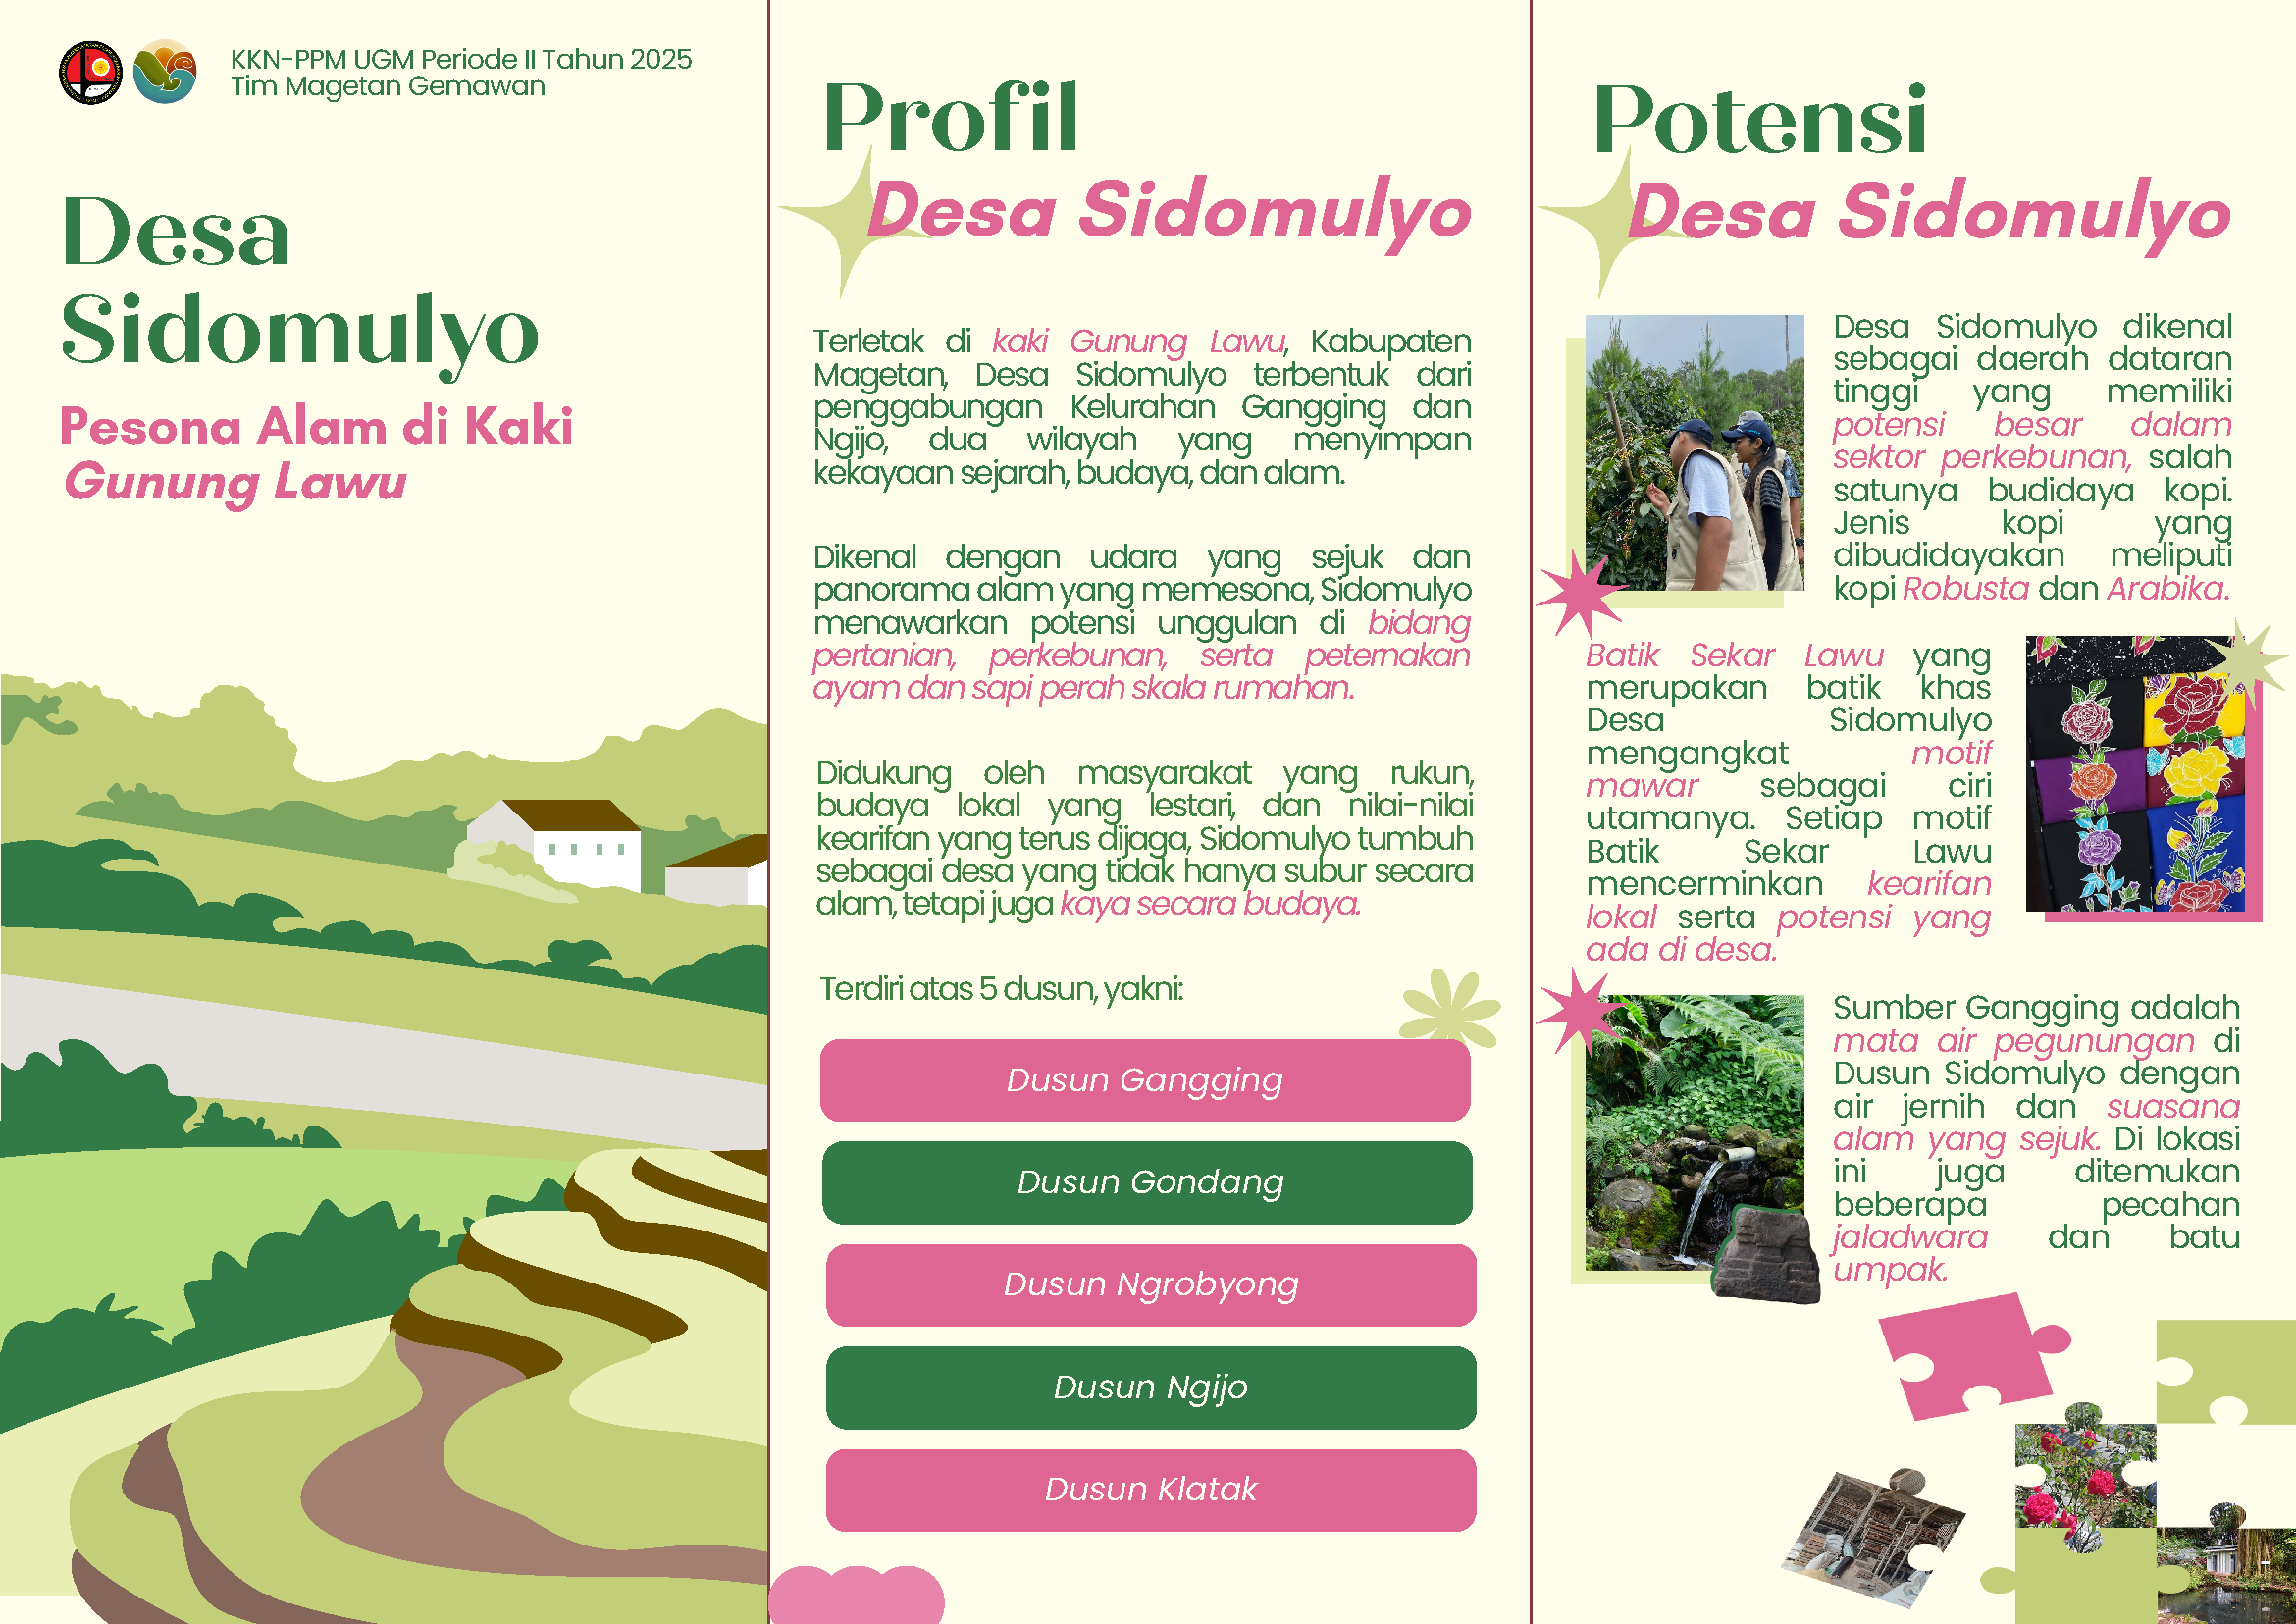 KKN-PPM UGM Periode II Tahun 2025
Tim Magetan Gemawan
Desa
Sidomulyo
Pesona Alam di Kaki
Gunung Lawu
Profil
Desa Sidomulyo
Terletak di kaki Gunung Lawu, Kabupaten
Magetan, Desa Sidomulyo terbentuk dari
penggabungan Kelurahan Gangging dan
Ngijo, dua wilayah yang menyimpan
kekayaan sejarah, budaya, dan alam.
Dikenal dengan udara yang sejuk dan
panorama alam yang memesona, Sidomulyo
menawarkan potensi unggulan di bidang
pertanian, perkebunan, serta peternakan
ayam dan sapi perah skala rumahan.
Didukung oleh masyarakat yang rukun,
budaya lokal yang lestari, dan nilai-nilai
kearifan yang terus dijaga, Sidomulyo tumbuh
sebagai desa yang tidak hanya subur secara
alam, tetapi juga kaya secara budaya.
Terdiri atas 5 dusun, yakni:
Dusun Gangging
Dusun Gondang
Dusun Ngrobyong
Dusun Ngijo
Dusun Klatak
Potensi
Desa Sidomulyo
Desa Sidomulyo dikenal
sebagai daerah dataran
tinggi yang memiliki
potensi besar dalam
sektor perkebunan, salah
satunya budidaya kopi.
Jenis kopi yang
dibudidayakan meliputi
kopi Robusta dan Arabika.
Batik Sekar Lawu yang
merupakan batik khas
Desa Sidomulyo
mengangkat motif
mawar sebagai ciri
utamanya. Setiap motif
Batik Sekar Lawu
mencerminkan kearifan
lokal serta potensi yang
ada di desa.
Sumber Gangging adalah
mata air pegunungan di
Dusun Sidomulyo dengan
air jernih dan suasana
alam yang sejuk. Di lokasi
ini juga ditemukan
beberapa pecahan
jaladwara dan batu
umpak.